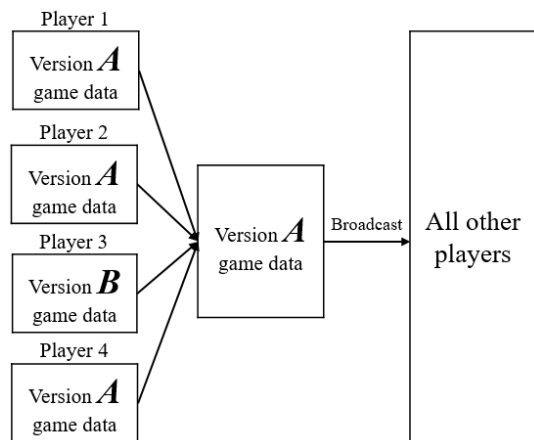 Player 1
Version A
game data
Player 2
Version A
game data
Player 3
Version B
game data
Player 4
Version A
game data
Version A
game data
Broadcast
All other
players